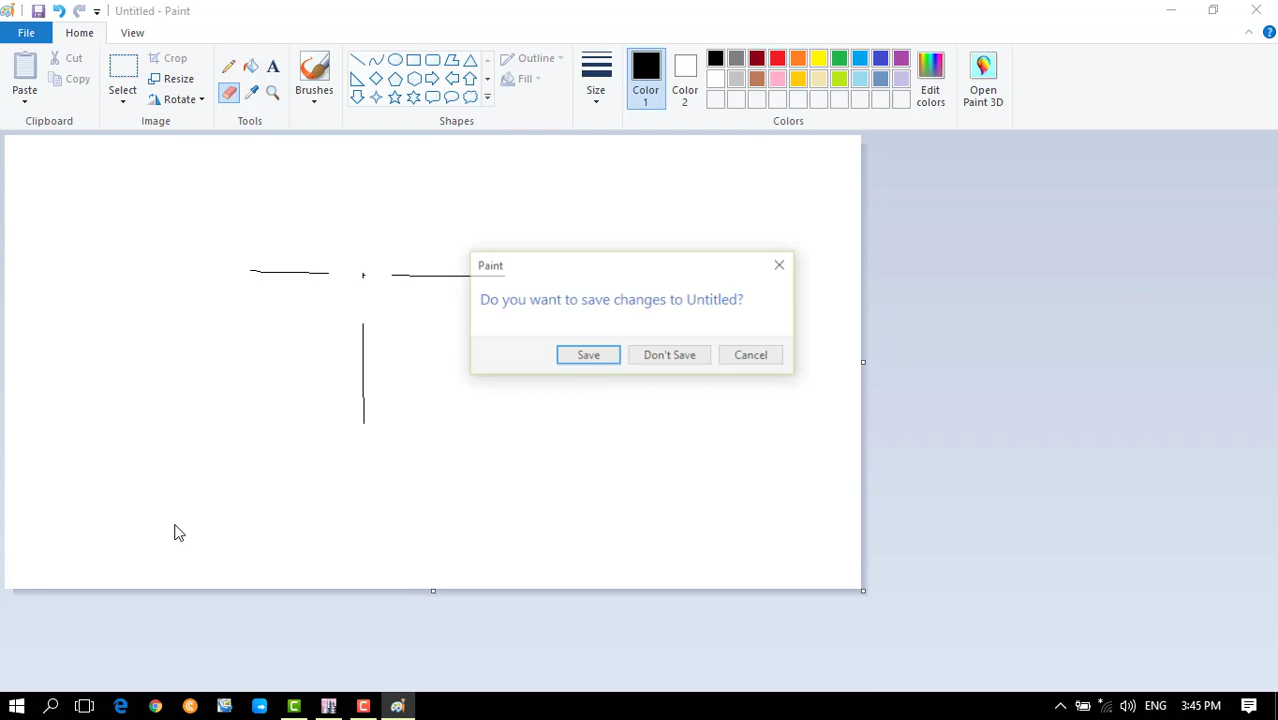 Untitled - Paint
File Home View
Paste
Cut
Copy
Clipboard
Select
Crop
Resize
Rotate
Image
A
Tools
Brushes
Outline
Fill
Shapes
Size
Color 1
Color 2
Edit colors
Colors
Open Paint 3D
Paint
Do you want to save changes to Untitled?
Save Don't Save Cancel
ENG 3:45 PM